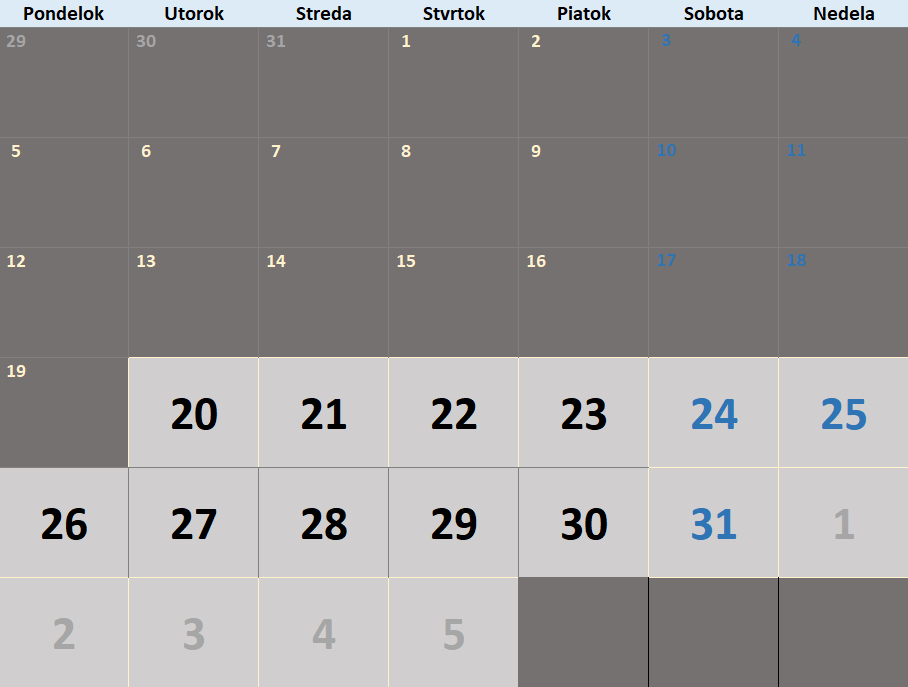 Pondelok Utorok Streda Stvrtok Piatok Sobota Nedela
29 30 31 1 2 3 4
5 6 7 8 9 10 11
12 13 14 15 16 17 18
19 20 21 22 23 24 25
26 27 28 29 30 31 1
2 3 4 5